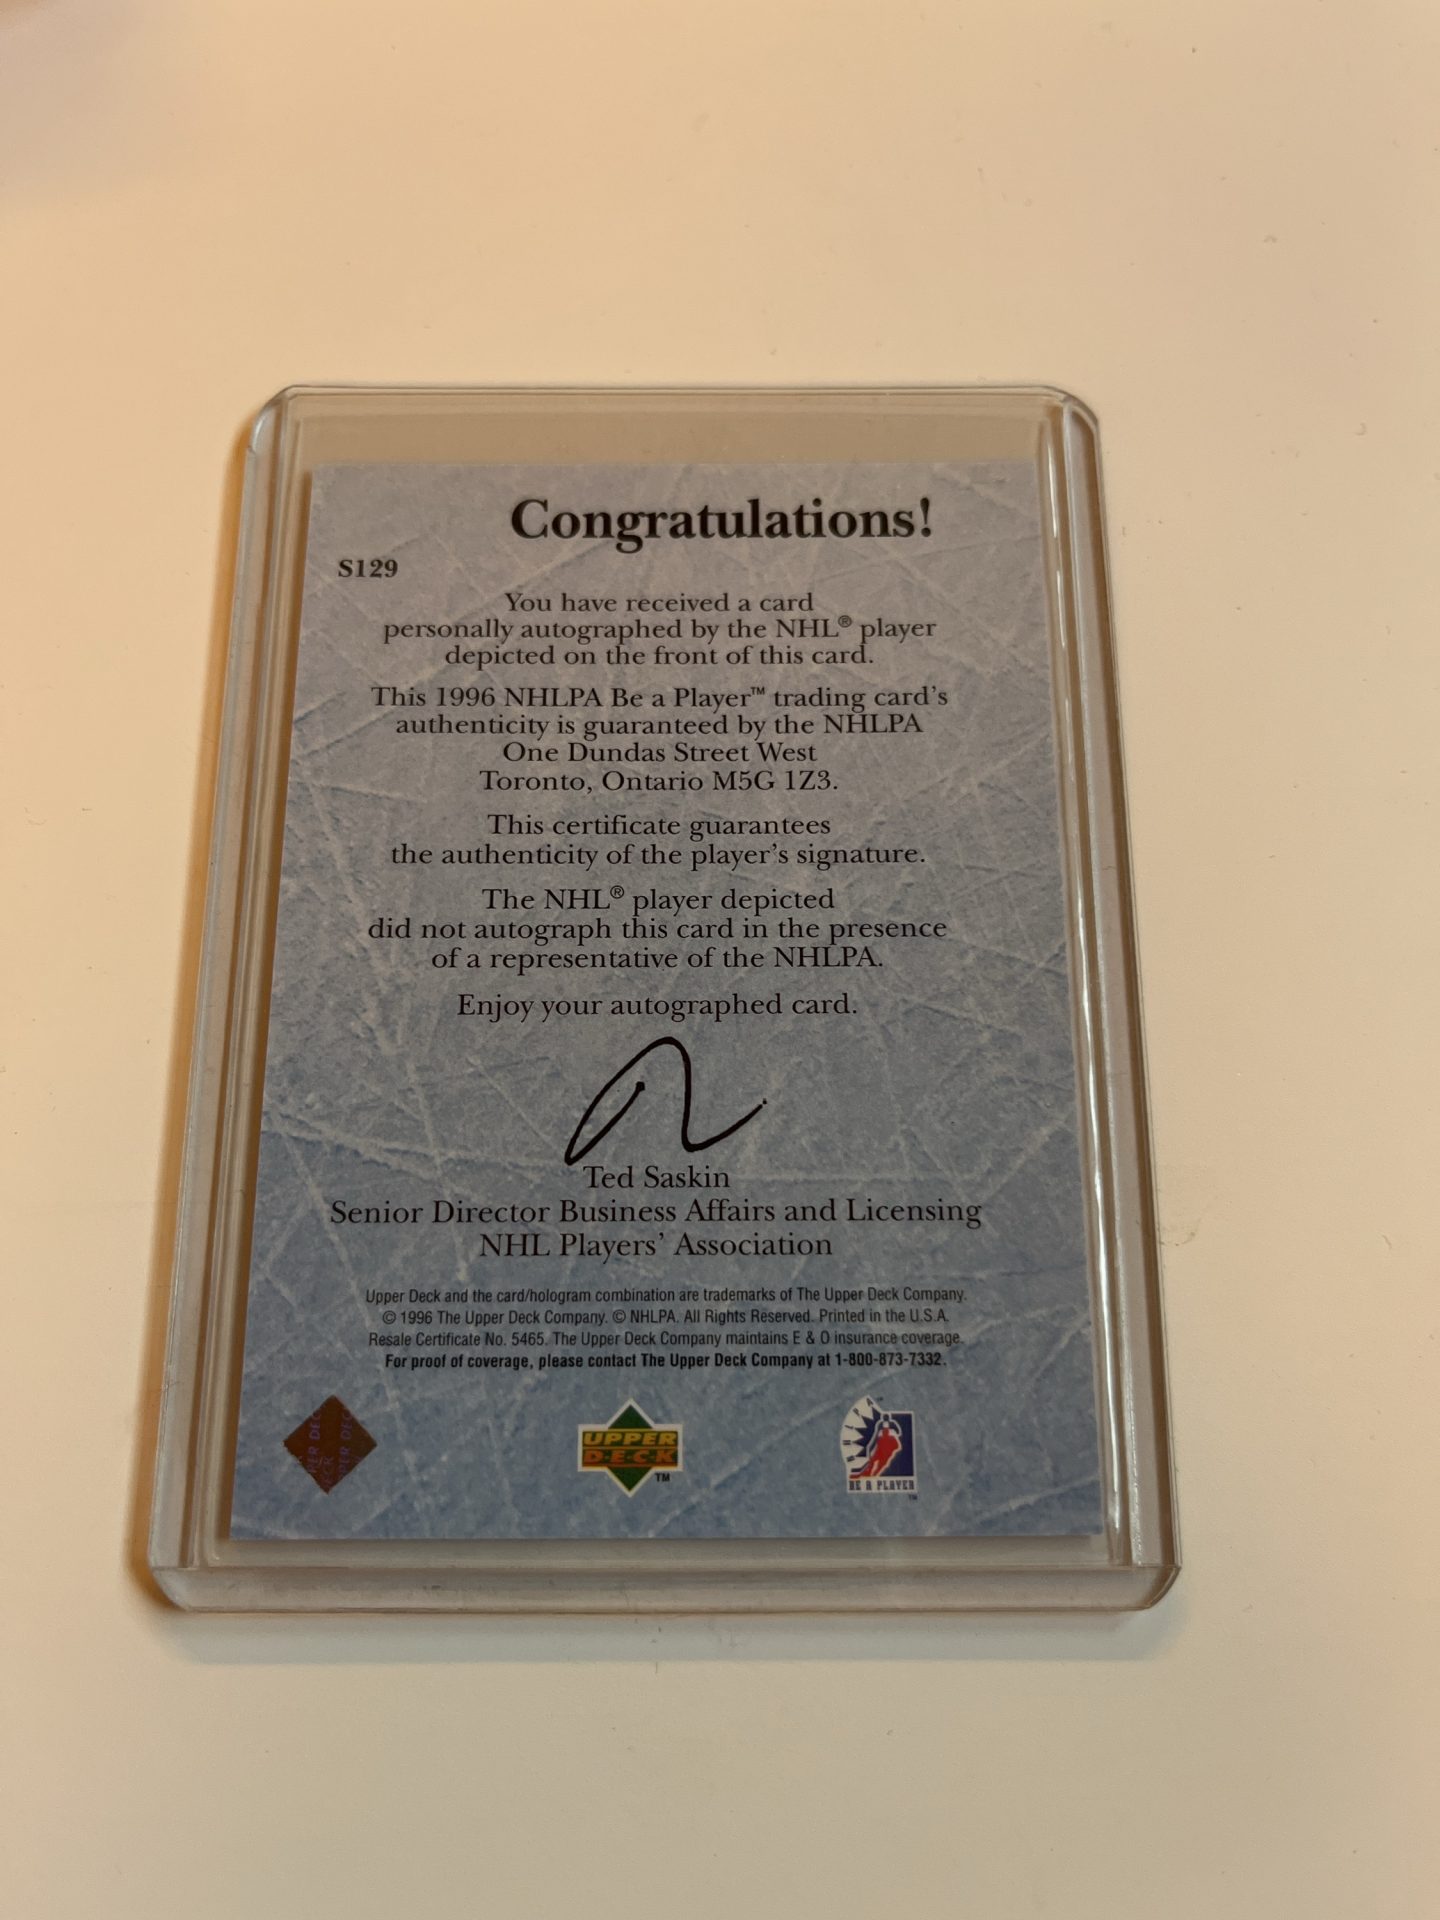 Congratulations!
S129
You have received a card
personally autographed by the NHL® player
depicted on the front of this card.
This 1996 NHLPA Be a Player™ trading card's
authenticity is guaranteed by the NHLPA
One Dundas Street West
Toronto, Ontario M5G 1Z3.
This certificate guarantees
the authenticity of the player's signature.
The NHL® player depicted
did not autograph this card in the presence
of a representative of the NHLPA.
Enjoy your autographed card.
Ted Saskin
Senior Director Business Affairs and Licensing
NHL Players' Association
Upper Deck and the card/hologram combination are trademarks of The Upper Deck Company.
© 1996 The Upper Deck Company. © NHLPA. All Rights Reserved. Printed in the U.S.A.
Resale Certificate No. 5465. The Upper Deck Company maintains E & O insurance coverage.
For proof of coverage, please contact The Upper Deck Company at 1-800-873-7332.
UPPER
DECK
™
NHLPA
BE A PLAYER
™